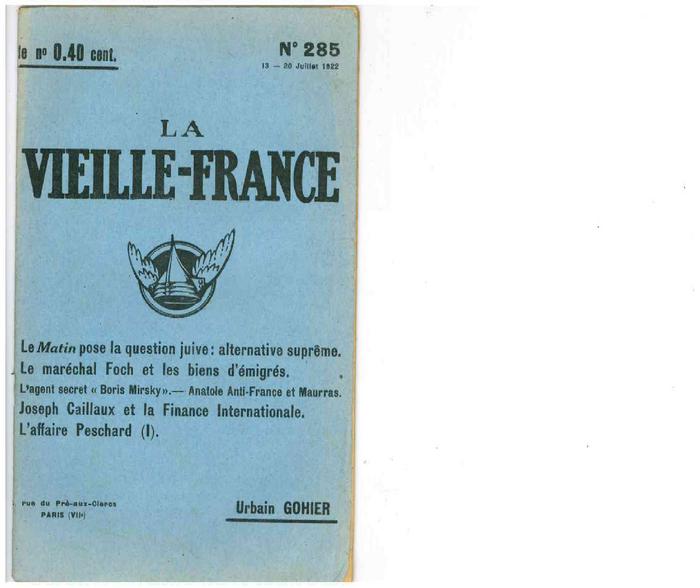 le nº 0.40 cent.
N° 285
13 — 20 Juillet 1922
LA
VIEILLE-FRANCE
Le Matin pose la question juive : alternative suprême.
Le maréchal Foch et les biens d'émigrés.
L'agent secret « Boris Mirsky ».— Anatole Anti-France et Maurras.
Joseph Caillaux et la Finance Internationale.
L'affaire Peschard (I).
rue du Pré-aux-Clercs
PARIS (VIIe)
Urbain GOHIER